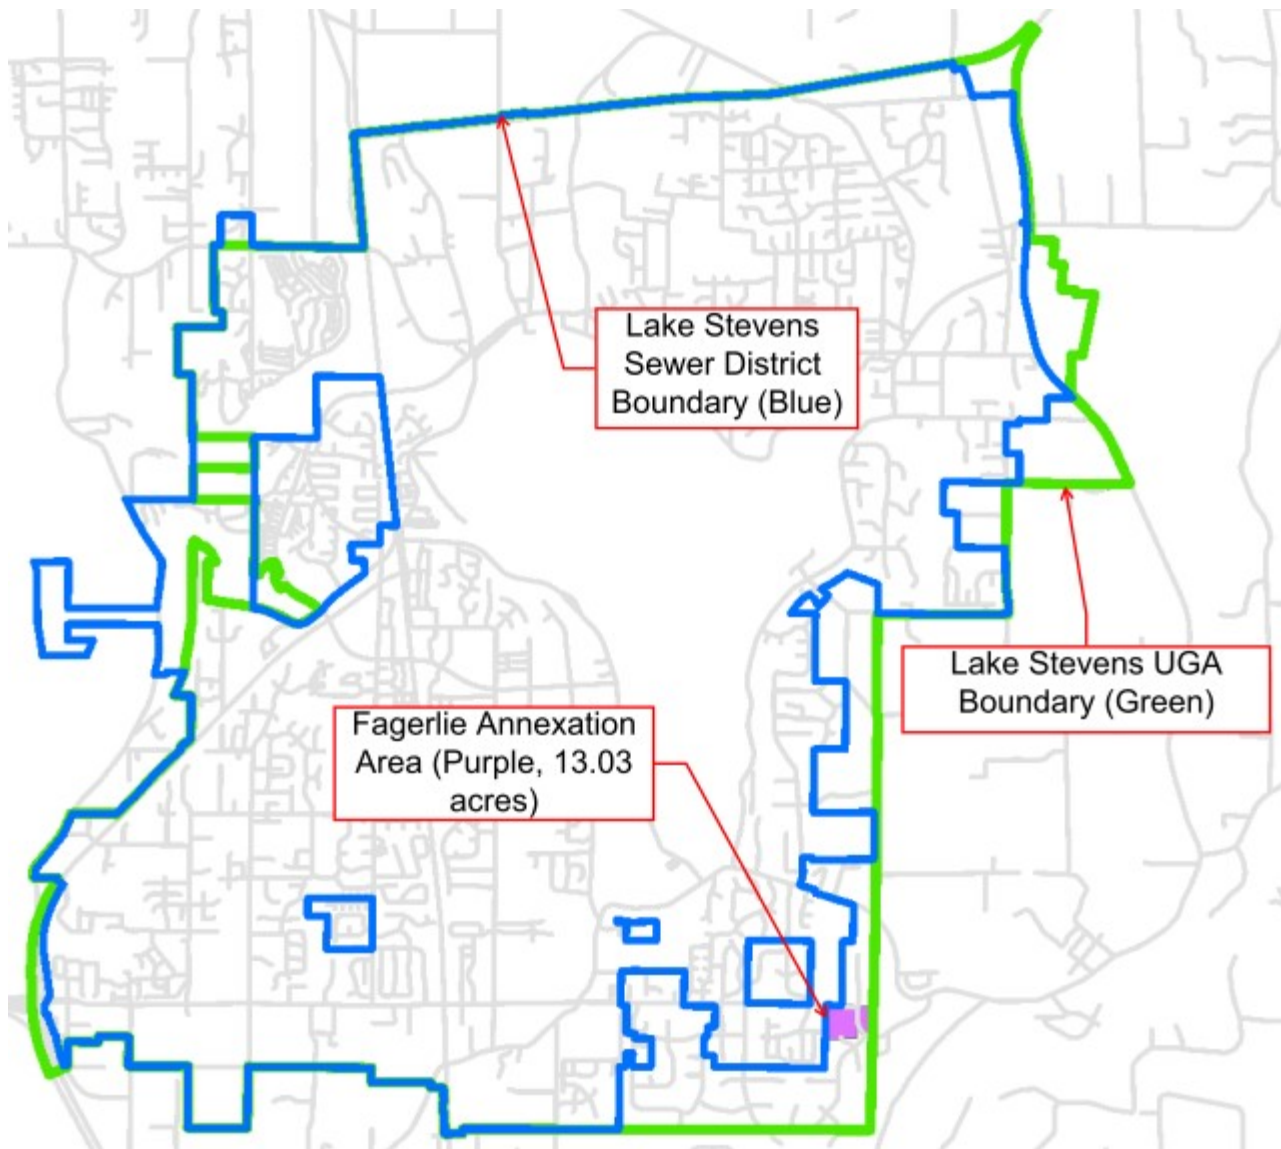 Lake Stevens
Sewer District
Boundary (Blue)
Lake Stevens UGA
Boundary (Green)
Fagerlie Annexation
Area (Purple, 13.03
acres)